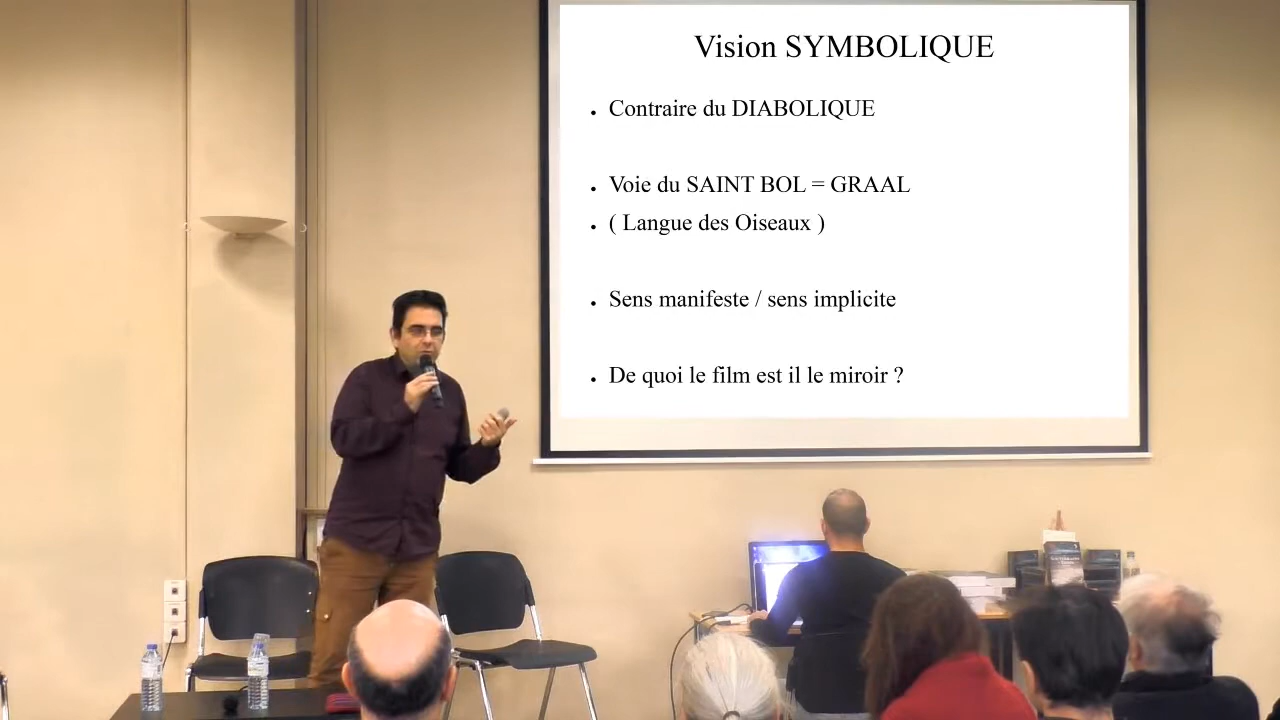 Vision SYMBOLIQUE
• Contraire du DIABOLIQUE
• Voie du SAINT BOL = GRAAL
• ( Langue des Oiseaux )
• Sens manifeste / sens implicite
• De quoi le film est il le miroir ?